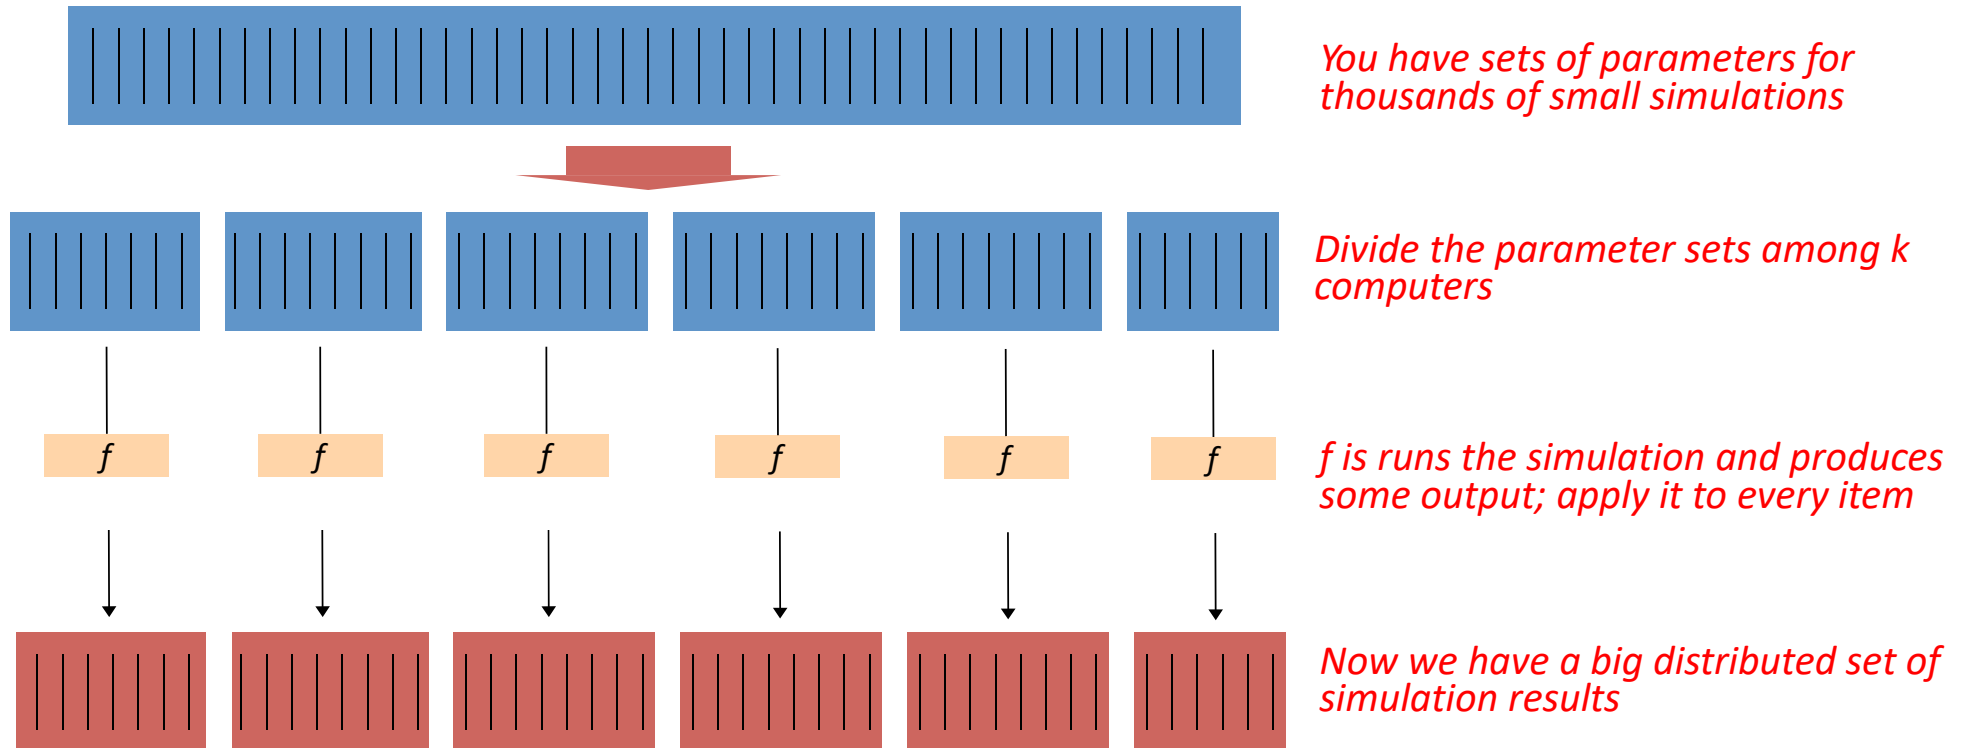 You have sets of parameters for
thousands of small simulations
Divide the parameter sets among k
computers
f f f f f f
f is runs the simulation and produces
some output; apply it to every item
Now we have a big distributed set of
simulation results